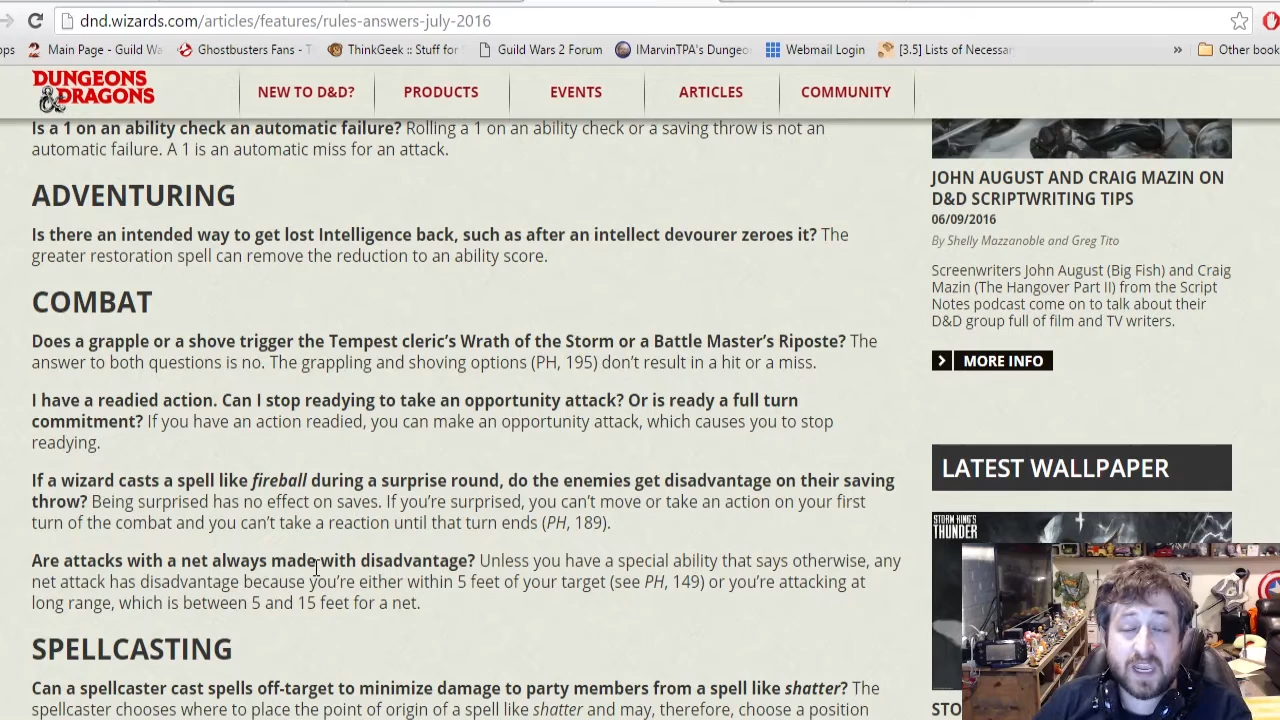 dnd.wizards.com/articles/features/rules-answers-july-2016
Main Page - Guild Wa
Ghostbusters Fans - T
ThinkGeek :: Stuff for
Guild Wars 2 Forum
IMarvinTPA's Dunge
Webmail Login
[3.5] Lists of Necessar
»
Other book
DUNGEONS
& DRAGONS
NEW TO D&D?
PRODUCTS
EVENTS
ARTICLES
COMMUNITY
Is a 1 on an ability check an automatic failure? Rolling a 1 on an ability check or a saving throw is not an
automatic failure. A 1 is an automatic miss for an attack.
ADVENTURING
Is there an intended way to get lost Intelligence back, such as after an intellect devourer zeroes it? The
greater restoration spell can remove the reduction to an ability score.
COMBAT
Does a grapple or a shove trigger the Tempest cleric's Wrath of the Storm or a Battle Master's Riposte? The
answer to both questions is no. The grappling and shoving options (PH, 195) don't result in a hit or a miss.
I have a readied action. Can I stop readying to take an opportunity attack? Or is ready a full turn
commitment? If you have an action readied, you can make an opportunity attack, which causes you to stop
readying.
If a wizard casts a spell like fireball during a surprise round, do the enemies get disadvantage on their saving
throw? Being surprised has no effect on saves. If you're surprised, you can't move or take an action on your first
turn of the combat and you can't take a reaction until that turn ends (PH, 189).
Are attacks with a net always made with disadvantage? Unless you have a special ability that says otherwise, any
net attack has disadvantage because you're either within 5 feet of your target (see PH, 149) or you're attacking at
long range, which is between 5 and 15 feet for a net.
SPELLCASTING
Can a spellcaster cast spells off-target to minimize damage to party members from a spell like shatter? The
spellcaster chooses where to place the point of origin of a spell like shatter and may, therefore, choose a position
JOHN AUGUST AND CRAIG MAZIN ON
D&D SCRIPTWRITING TIPS
06/09/2016
By Shelly Mazzanoble and Greg Tito
Screenwriters John August (Big Fish) and Craig
Mazin (The Hangover Part II) from the Script
Notes podcast come on to talk about their
D&D group full of film and TV writers.
MORE INFO
LATEST WALLPAPER
STORM KING'S
THUNDER
STO